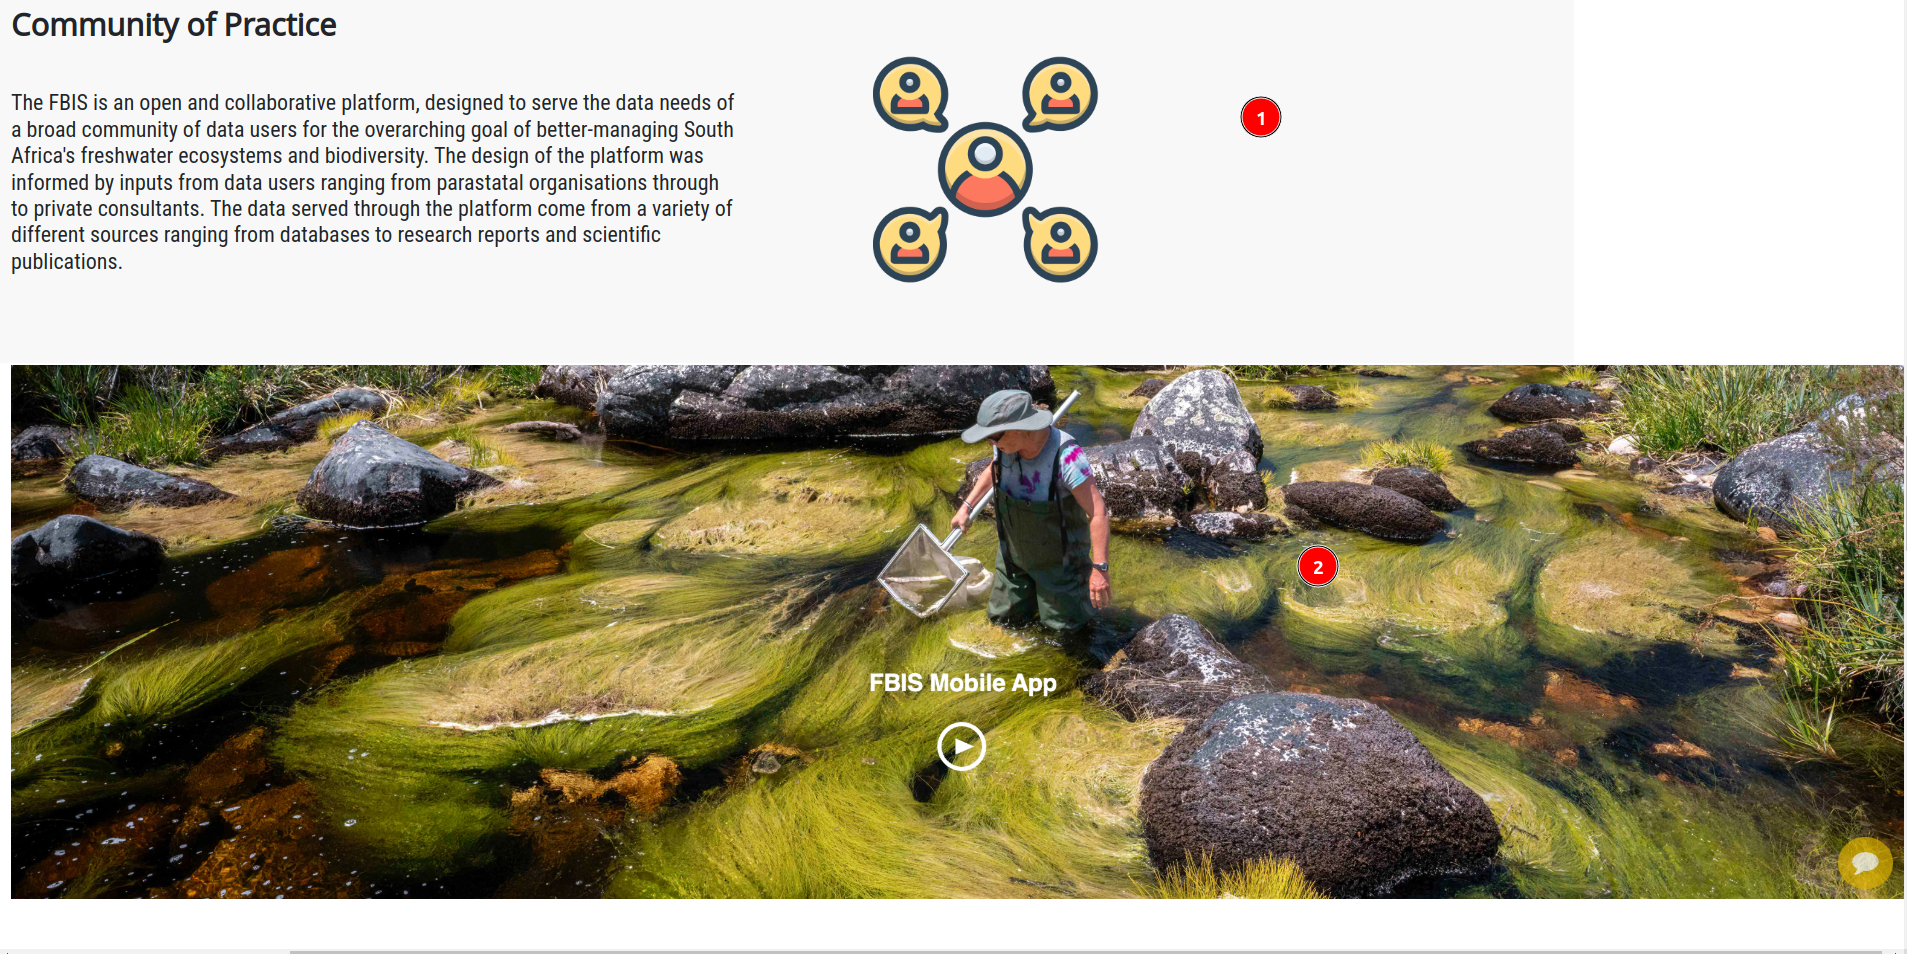 Community of Practice
The FBIS is an open and collaborative platform, designed to serve the data needs of
a broad community of data users for the overarching goal of better-managing South
Africa's freshwater ecosystems and biodiversity. The design of the platform was
informed by inputs from data users ranging from parastatal organisations through
to private consultants. The data served through the platform come from a variety of
different sources ranging from databases to research reports and scientific
publications.
1
2
FBIS Mobile App